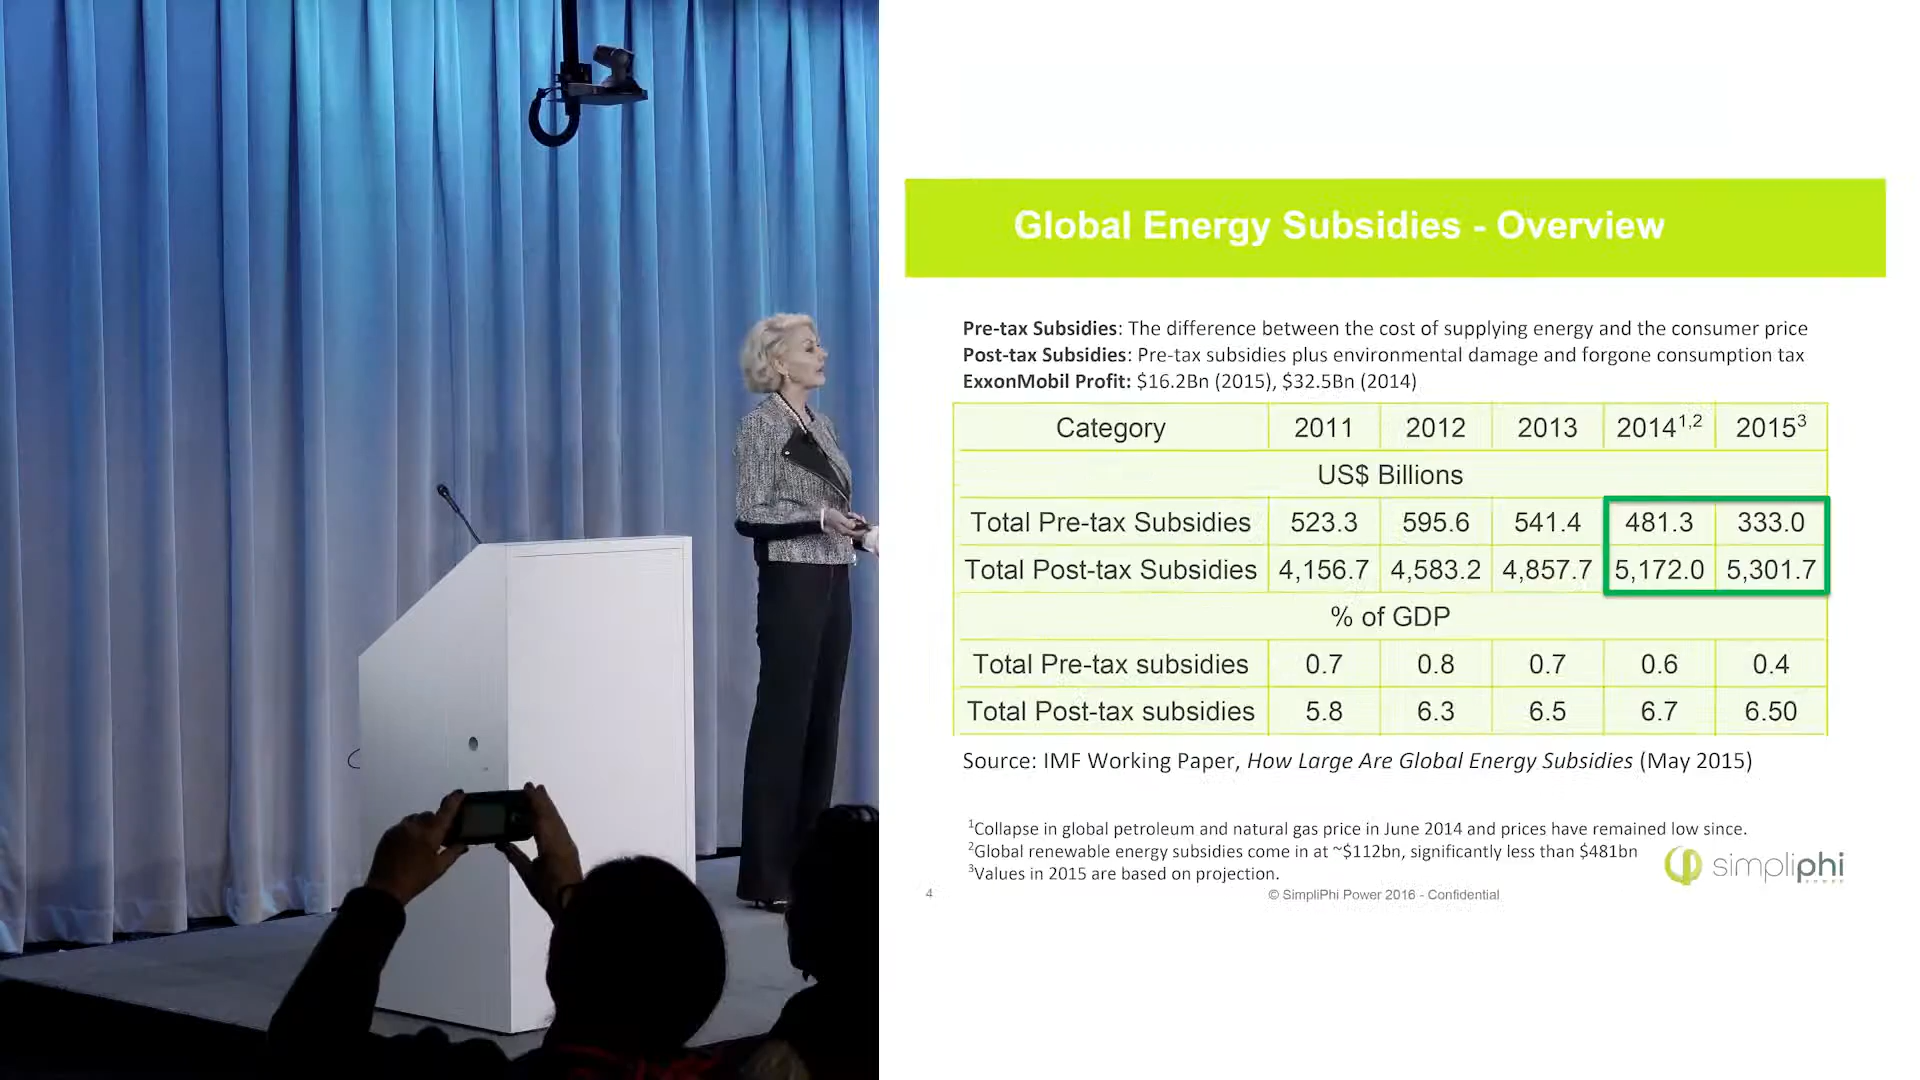 Global Energy Subsidies - Overview
Pre-tax Subsidies: The difference between the cost of supplying energy and the consumer price
Post-tax Subsidies: Pre-tax subsidies plus environmental damage and forgone consumption tax
ExxonMobil Profit: $16.2Bn (2015), $32.5Bn (2014)
Category 2011 2012 2013 2014¹,² 2015³
US$ Billions
Total Pre-tax Subsidies 523.3 595.6 541.4 481.3 333.0
Total Post-tax Subsidies 4,156.7 4,583.2 4,857.7 5,172.0 5,301.7
% of GDP
Total Pre-tax subsidies 0.7 0.8 0.7 0.6 0.4
Total Post-tax subsidies 5.8 6.3 6.5 6.7 6.50
Source: IMF Working Paper, How Large Are Global Energy Subsidies (May 2015)
¹Collapse in global petroleum and natural gas price in June 2014 and prices have remained low since.
²Global renewable energy subsidies come in at ~$112bn, significantly less than $481bn
³Values in 2015 are based on projection.
simpliphi
POWER
4
© SimpliPhi Power 2016 - Confidential